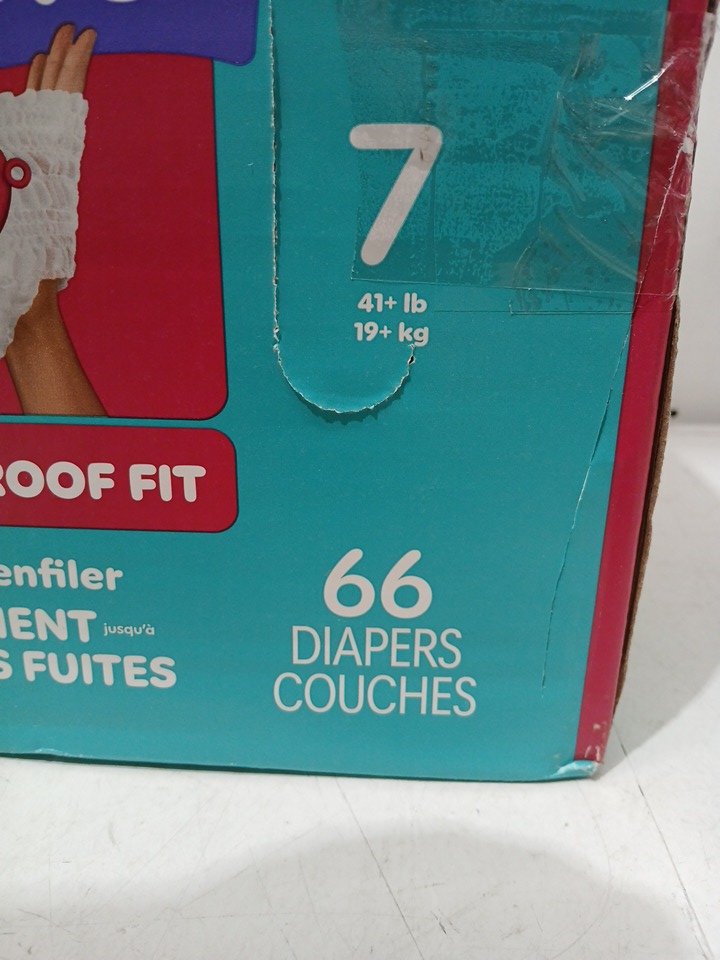 7
41+ lb
19+ kg
ROOF FIT
enfiler
IENT jusqu'à
S FUITES
66
DIAPERS
COUCHES